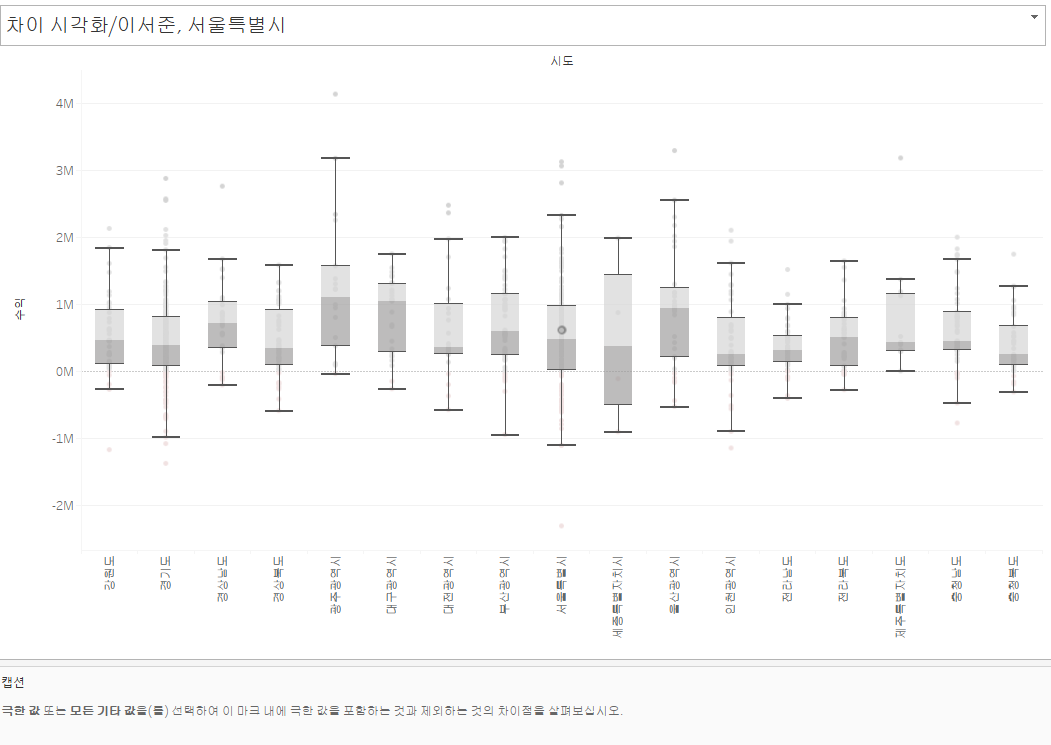 차이 시각화/이서준, 서울특별시
시도
4M
3M
2M
1M
0M
-1M
-2M
수익
강원도
경기도
경상남도
경상북도
광주광역시
대구광역시
대전광역시
부산광역시
서울특별시
세종특별자치시
울산광역시
인천광역시
전라남도
전라북도
제주특별자치도
충청남도
충청북도
캡션
극한 값 또는 모든 기타 값을(를) 선택하여 이 마크 내에 극한 값을 포함하는 것과 제외하는 것의 차이점을 살펴보십시오.